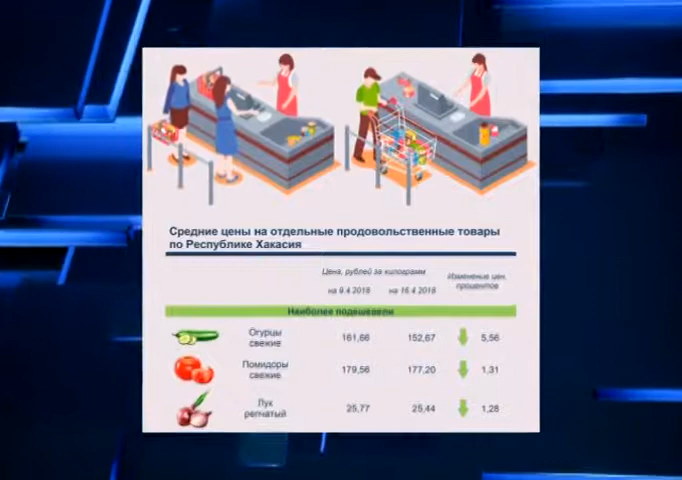 Средние цены на отдельные продовольственные товары
по Республике Хакасия
Цена, рублей за килограмм
Изменение цен,
процентов
на 9.4.2018 на 16.4.2018
Наиболее подешевели
Огурцы
свежие
161,66 152,67 5,56
Помидоры
свежие
179,56 177,20 1,31
Лук
репчатый
25,77 25,44 1,28